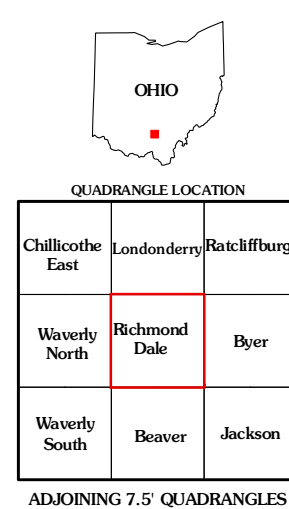 OHIO
QUADRANGLE LOCATION
Chillicothe East
Londonderry
Ratcliffburg
Waverly North
Richmond Dale
Byer
Waverly South
Beaver
Jackson
ADJOINING 7.5' QUADRANGLES